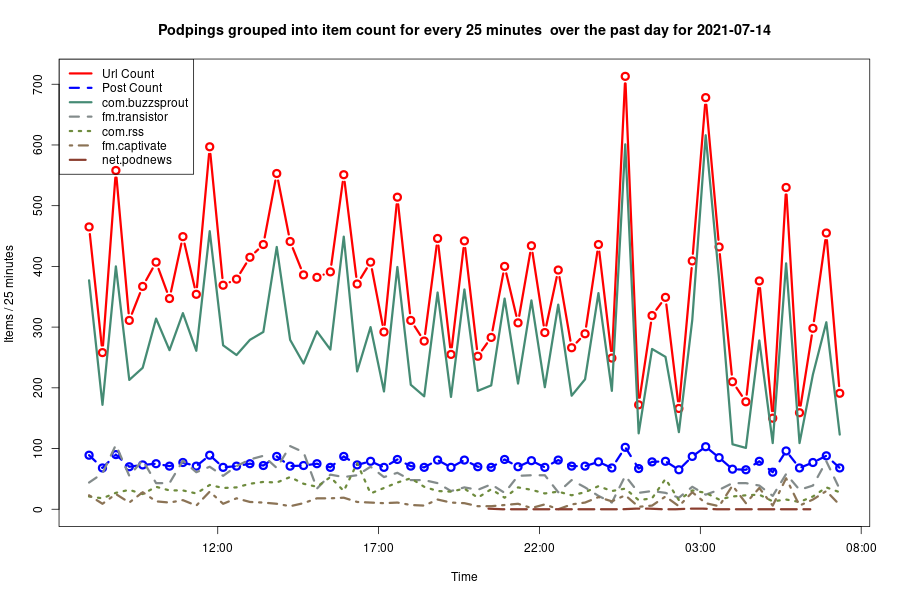 Podpings grouped into item count for every 25 minutes  over the past day for 2021-07-14
Url Count
Post Count
com.buzzsprout
fm.transistor
com.rss
fm.captivate
net.podnews
Items / 25 minutes
700
600
500
400
300
200
100
0
12:00
17:00
22:00
03:00
08:00
Time